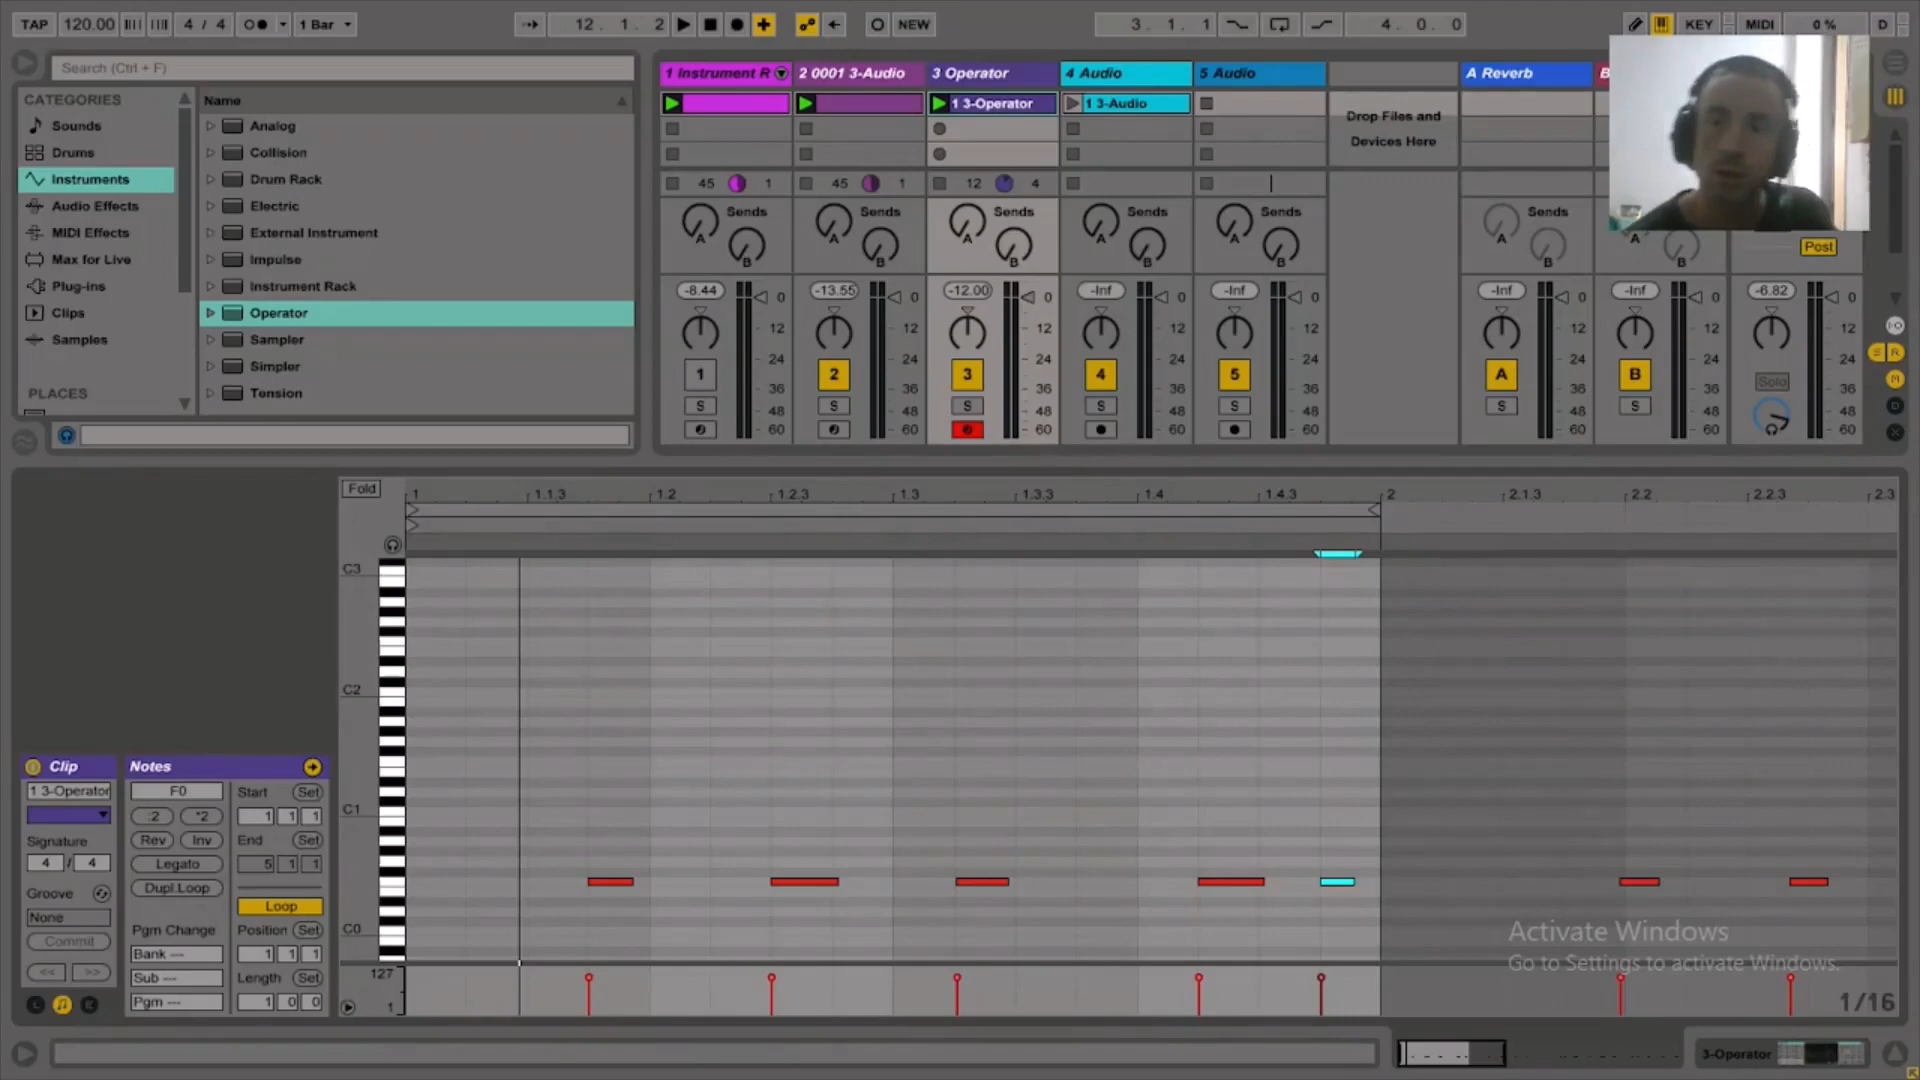 TAP 120.00 4 / 4 1 Bar 12. 1. 2 NEW 3. 1. 1 4. 0. 0 KEY MIDI 0 % D
Search (Ctrl + F)
CATEGORIES
Sounds
Drums
Instruments
Audio Effects
MIDI Effects
Max for Live
Plug-ins
Clips
Samples
PLACES
Name
Analog
Collision
Drum Rack
Electric
External Instrument
Impulse
Instrument Rack
Operator
Sampler
Simpler
Tension
1 Instrument R 2 0001 3-Audio 3 Operator 4 Audio 5 Audio A Reverb B
1 3-Operator 1 3-Audio
Drop Files and
Devices Here
45 1 45 1 12 4
Sends Sends Sends Sends Sends Sends
A A A A A A A
B B B B B B B
Post
-8.44 0 -13.55 0 -12.00 0 -Inf 0 -Inf 0 -Inf 0 -Inf 0 -6.82 0
12 12 12 12 12 12 12 12
24 24 24 24 24 24 24 24
1 2 3 4 5 A B
36 36 36 36 36 36 36 36
Solo
S S S S S S S
48 48 48 48 48 48 48 48
60 60 60 60 60 60 60 60
Fold
1 1.1.3 1.2 1.2.3 1.3 1.3.3 1.4 1.4.3 2 2.1.3 2.2 2.2.3 2.3
C3
C2
C1
C0
127
1
Clip
1 3-Operator
Signature
4 / 4
Groove
None
Commit
<< >>
Notes
F0
:2 *2
Rev Inv
Legato
Dupl.Loop
Pgm Change
Bank ---
Sub ---
Pgm ---
Start Set
1 1 1
End Set
5 1 1
Loop
Position Set
1 1 1
Length Set
1 0 0
Activate Windows
Go to Settings to activate Windows.
1/16
3-Operator